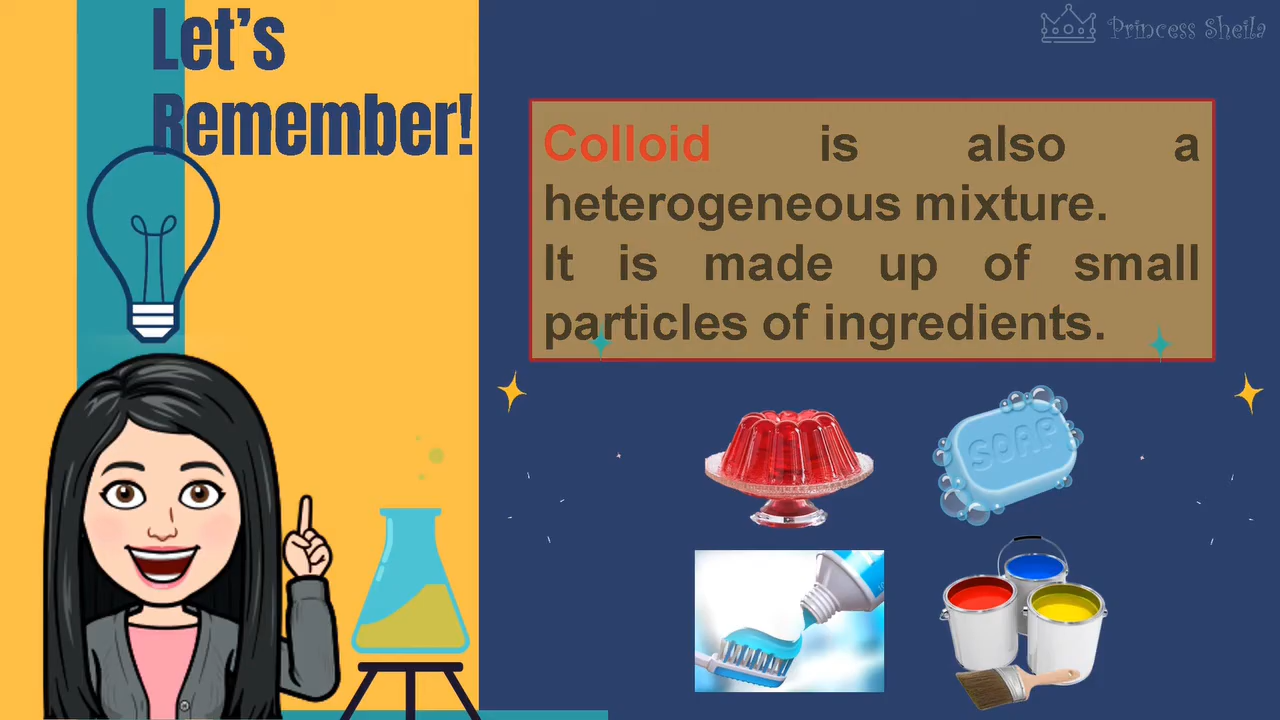 Let's
Remember!
Princess Sheila
Colloid is also a
heterogeneous mixture.
It is made up of small
particles of ingredients.
SOAP